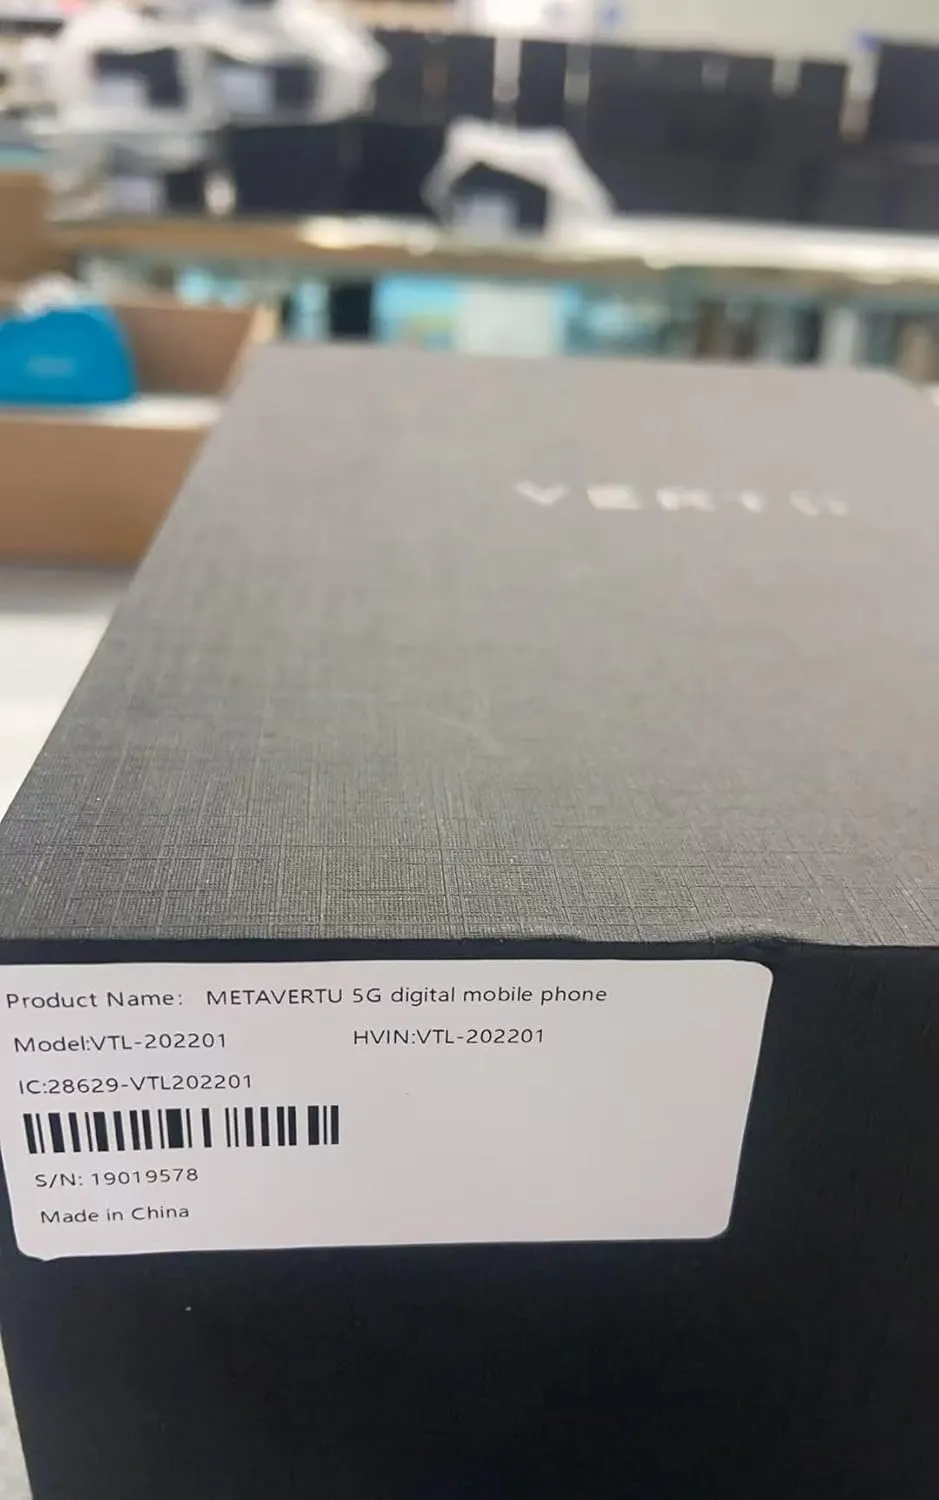 VERTU
Product Name: METAVERTU 5G digital mobile phone
Model:VTL-202201 HVIN:VTL-202201
IC:28629-VTL202201
S/N: 19019578
Made in China